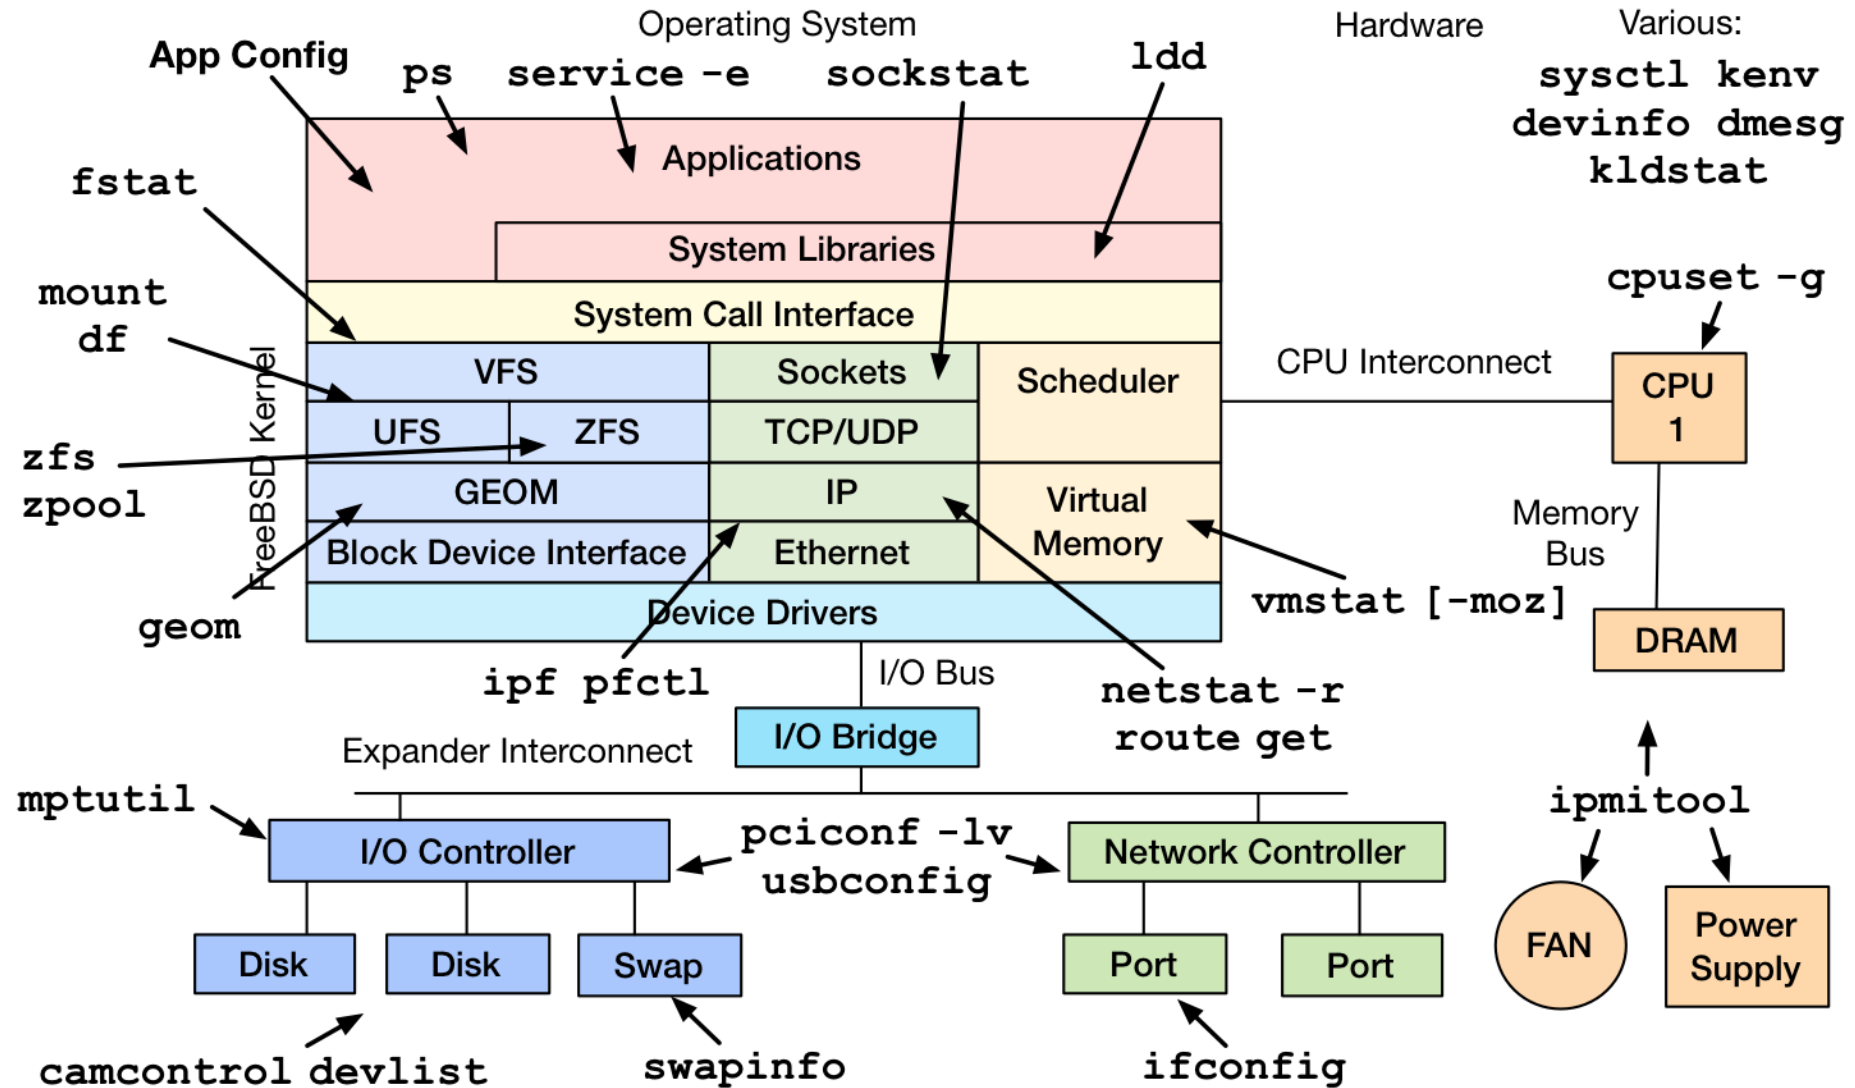 Operating System
Hardware
Various:
App Config
ps
service -e
sockstat
ldd
sysctl kenv
devinfo dmesg
kldstat
Applications
fstat
System Libraries
mount
df
System Call Interface
cpuset -g
FreeBSD Kernel
VFS
Sockets
Scheduler
CPU Interconnect
CPU
1
UFS
ZFS
TCP/UDP
zfs
zpool
GEOM
IP
Virtual
Memory
Memory
Bus
Block Device Interface
Ethernet
geom
Device Drivers
vmstat [-moz]
DRAM
ipf pfctl
I/O Bus
netstat -r
route get
I/O Bridge
Expander Interconnect
mptutil
ipmitool
I/O Controller
pciconf -lv
usbconfig
Network Controller
Disk
Disk
Swap
Port
Port
FAN
Power
Supply
camcontrol devlist
swapinfo
ifconfig